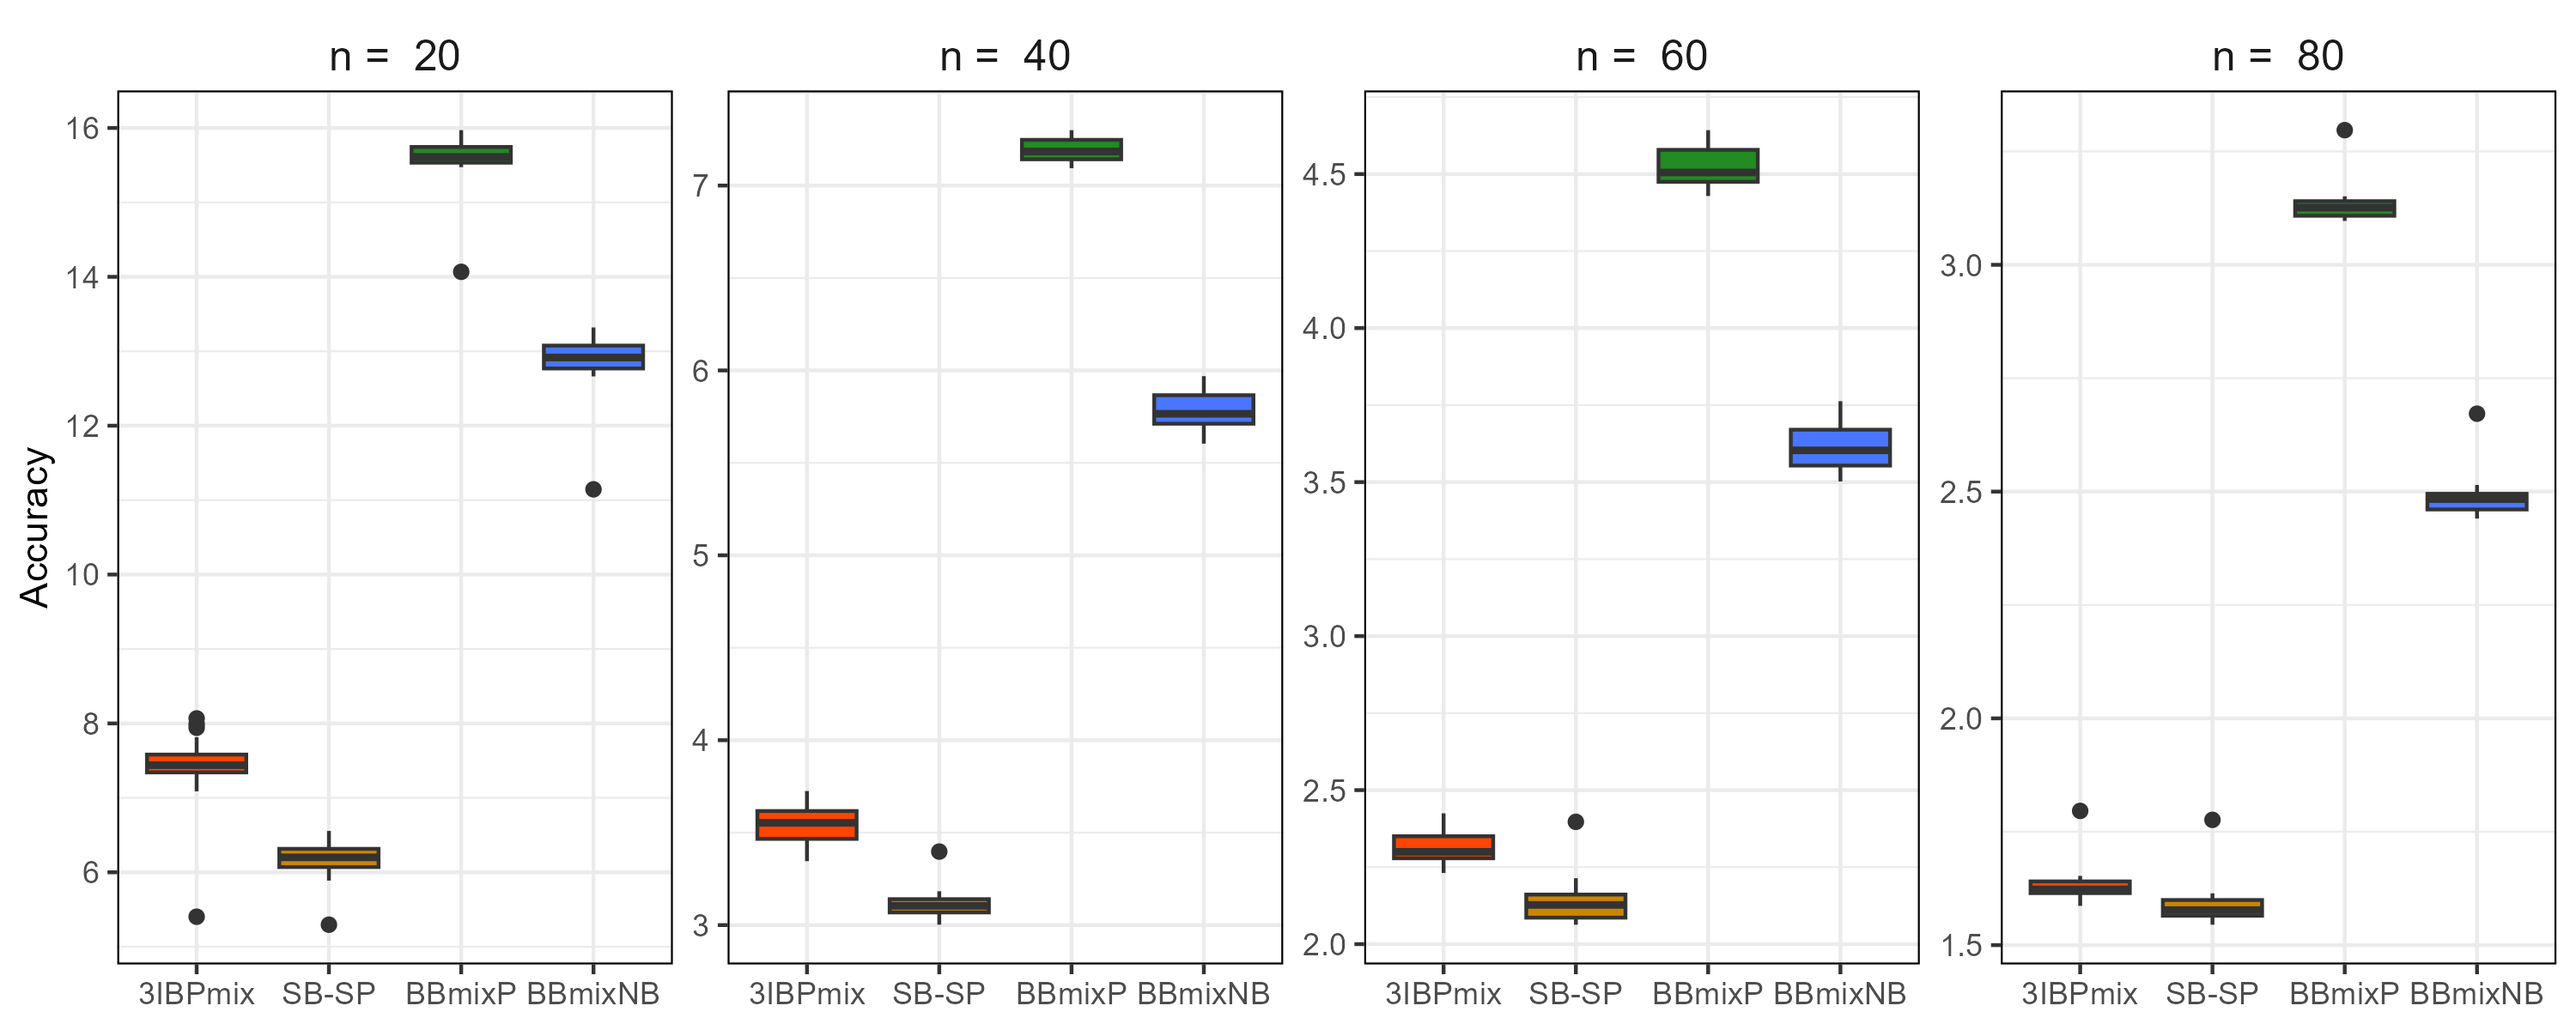 n = 20
n = 40
n = 60
n = 80
Accuracy
16
14
12
10
8
6
3IBPmix SB-SP BBmixP BBmixNB
7
6
5
4
3
3IBPmix SB-SP BBmixP BBmixNB
4.5
4.0
3.5
3.0
2.5
2.0
3IBPmix SB-SP BBmixP BBmixNB
3.0
2.5
2.0
1.5
3IBPmix SB-SP BBmixP BBmixNB